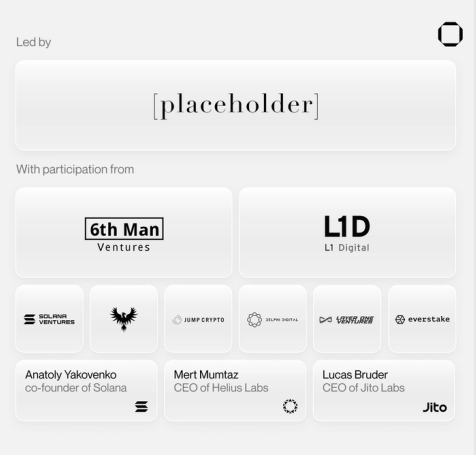 Led by
[placeholder]
With participation from
6th Man
Ventures
L1D
L1 Digital
SOLANA
VENTURES
JUMP CRYPTO
DELPHI DIGITAL
LAYER ONE
VENTURES
everstake
Anatoly Yakovenko
co-founder of Solana
Mert Mumtaz
CEO of Helius Labs
Lucas Bruder
CEO of Jito Labs
Jito